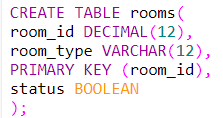 CREATE TABLE rooms(
room_id DECIMAL(12),
room_type VARCHAR(12),
PRIMARY KEY (room_id),
status BOOLEAN
);